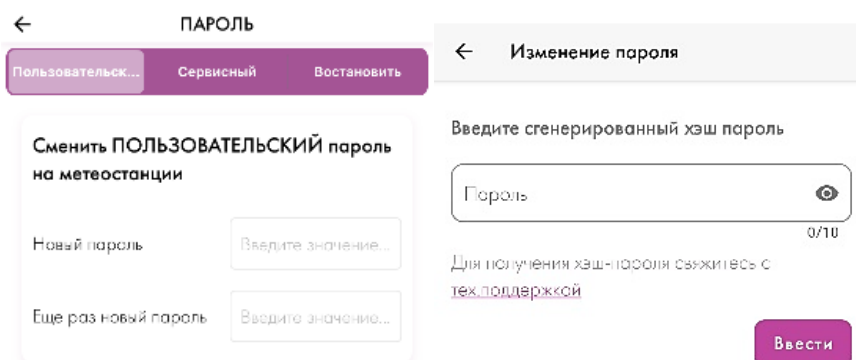 ПАРОЛЬ
Пользовательск...
Сервисный
Востановить
Сменить ПОЛЬЗОВАТЕЛЬСКИЙ пароль
на метеостанции
Новый пароль
Введите значение...
Еще раз новый пароль
Введите значение...
Изменение пароля
Введите сгенерированный хэш пароль
Пароль
0/10
Для получения хэш-пароля свяжитесь с
тех.поддержкой
Ввести